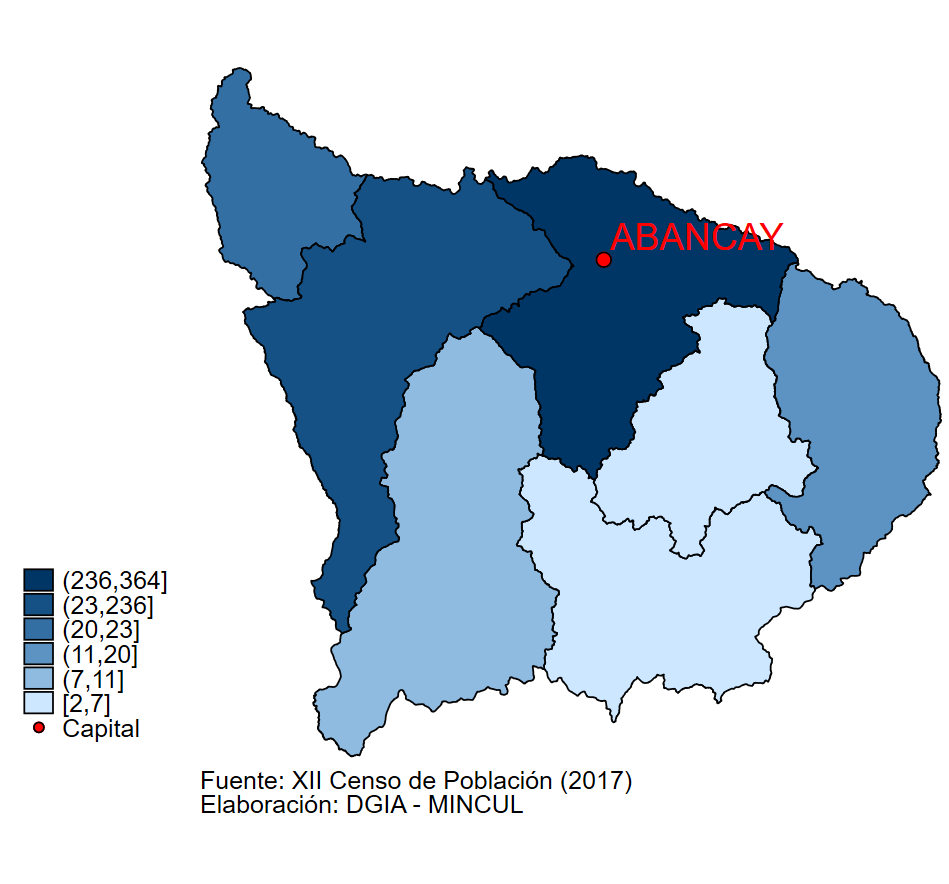 ABANCAY
(236,364]
(23,236]
(20,23]
(11,20]
(7,11]
[2,7]
Capital
Fuente: XII Censo de Población (2017)
Elaboración: DGIA - MINCUL